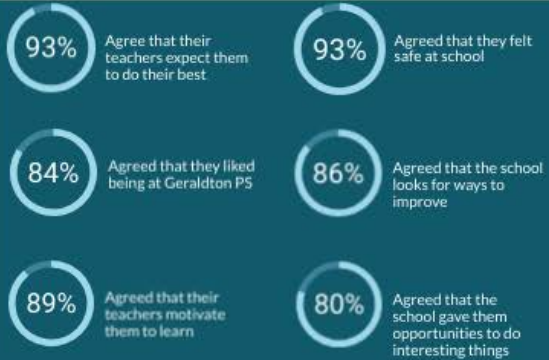 93%
Agree that their
teachers expect them
to do their best
93%
Agreed that they felt
safe at school
84%
Agreed that they liked
being at Geraldton PS
86%
Agreed that the school
looks for ways to
improve
89%
Agreed that their
teachers motivate
them to learn
80%
Agreed that the
school gave them
opportunities to do
interesting things